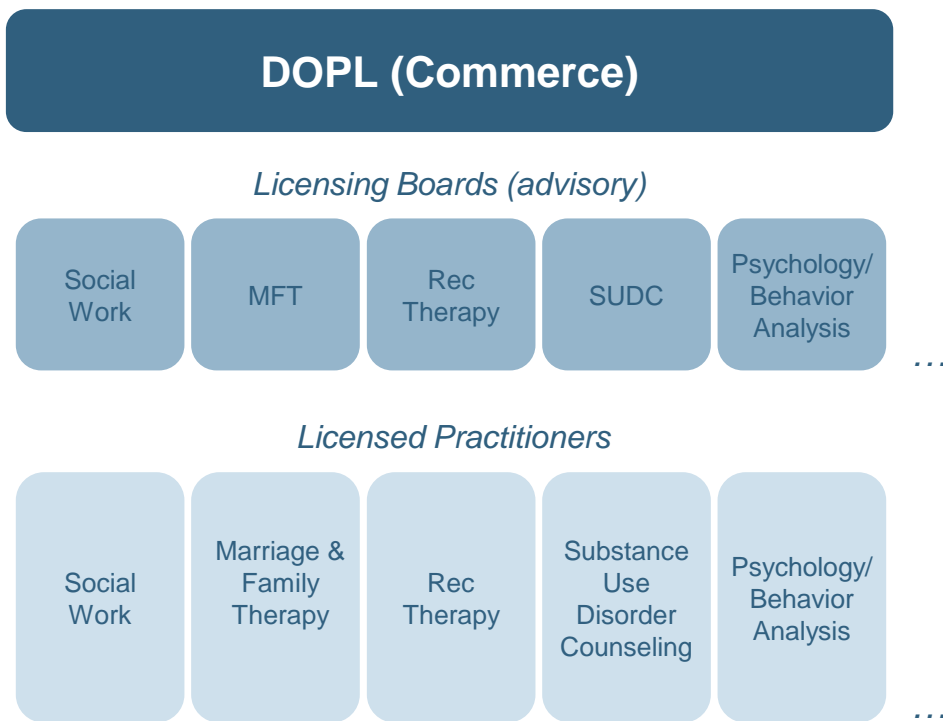 DOPL (Commerce)
Licensing Boards (advisory)
Social
Work
MFT
Rec
Therapy
SUDC
Psychology/
Behavior
Analysis
…
Licensed Practitioners
Social
Work
Marriage &
Family
Therapy
Rec
Therapy
Substance
Use
Disorder
Counseling
Psychology/
Behavior
Analysis
…